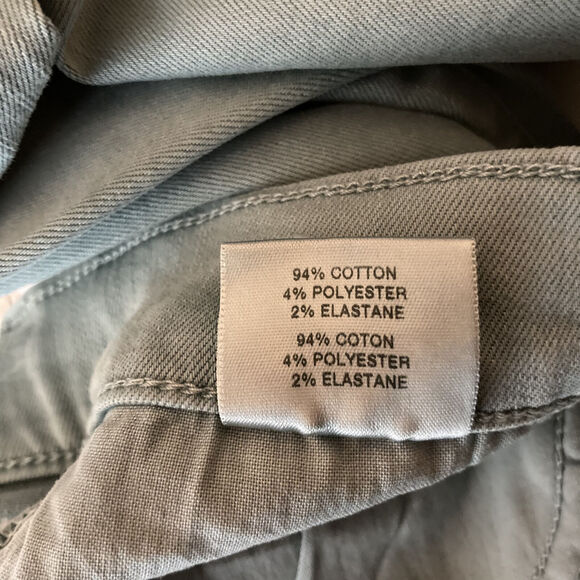 94% COTTON
4% POLYESTER
2% ELASTANE
94% COTON
4% POLYESTER
2% ELASTANE